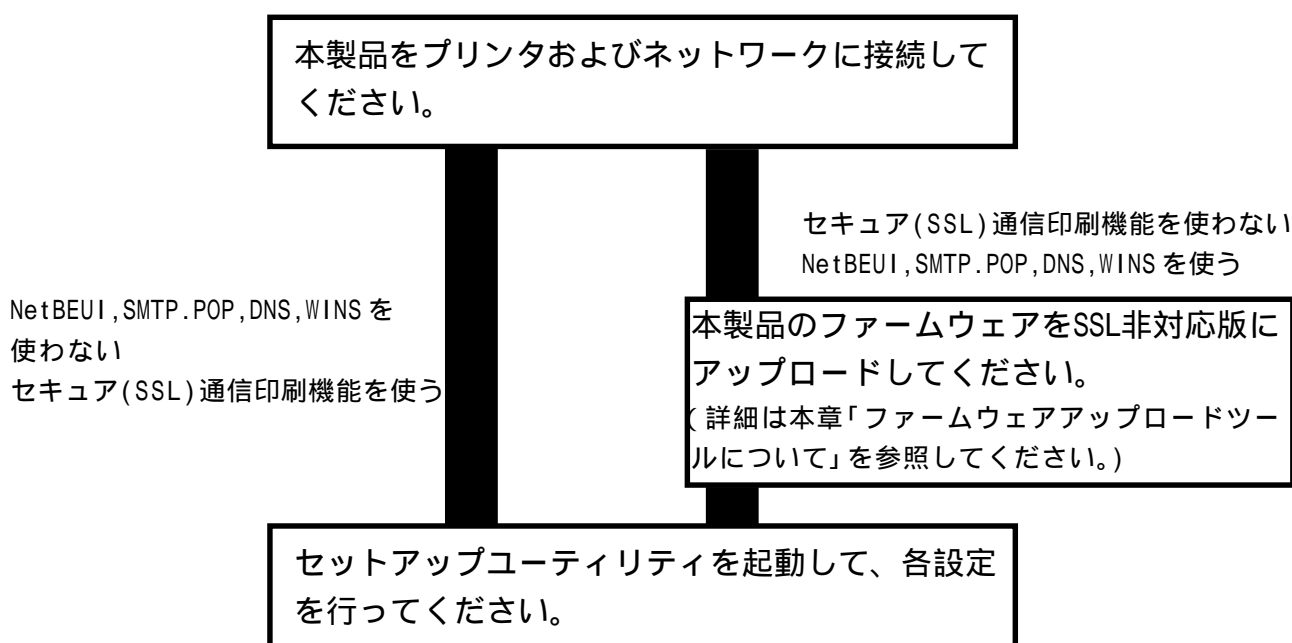 本製品をプリンタおよびネットワークに接続して
ください。
セキュア(SSL)通信印刷機能を使わない
NetBEUI,SMTP.POP,DNS,WINSを使う
NetBEUI,SMTP.POP,DNS,WINSを
使わない
セキュア(SSL)通信印刷機能を使う
本製品のファームウェアをSSL非対応版に
アップロードしてください。
(詳細は本章「ファームウェアアップロードツー
ルについて」を参照してください。)
セットアップユーティリティを起動して、各設定
を行ってください。